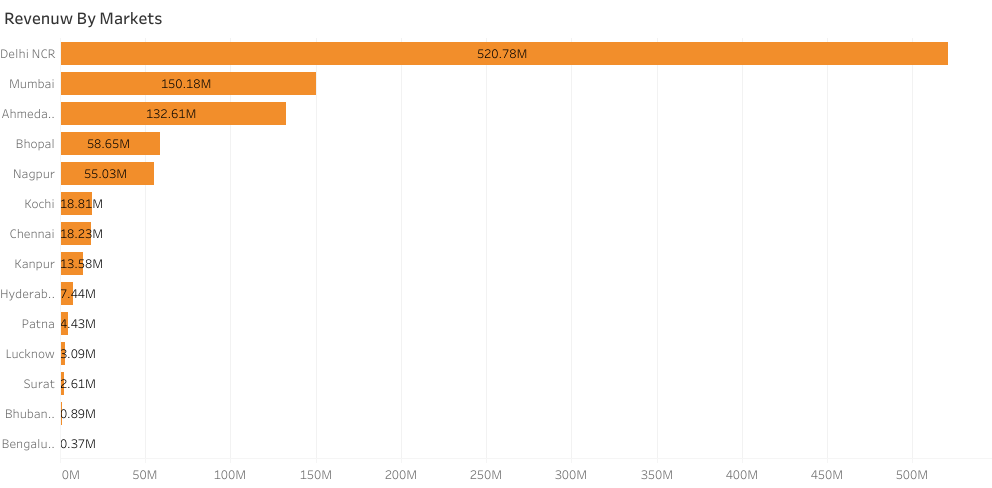 Revenuw By Markets
Delhi NCR 520.78M
Mumbai 150.18M
Ahmeda.. 132.61M
Bhopal 58.65M
Nagpur 55.03M
Kochi 18.81M
Chennai 18.23M
Kanpur 13.58M
Hyderab.. 7.44M
Patna 4.43M
Lucknow 3.09M
Surat 2.61M
Bhuban.. 0.89M
Bengalu.. 0.37M
0M 50M 100M 150M 200M 250M 300M 350M 400M 450M 500M